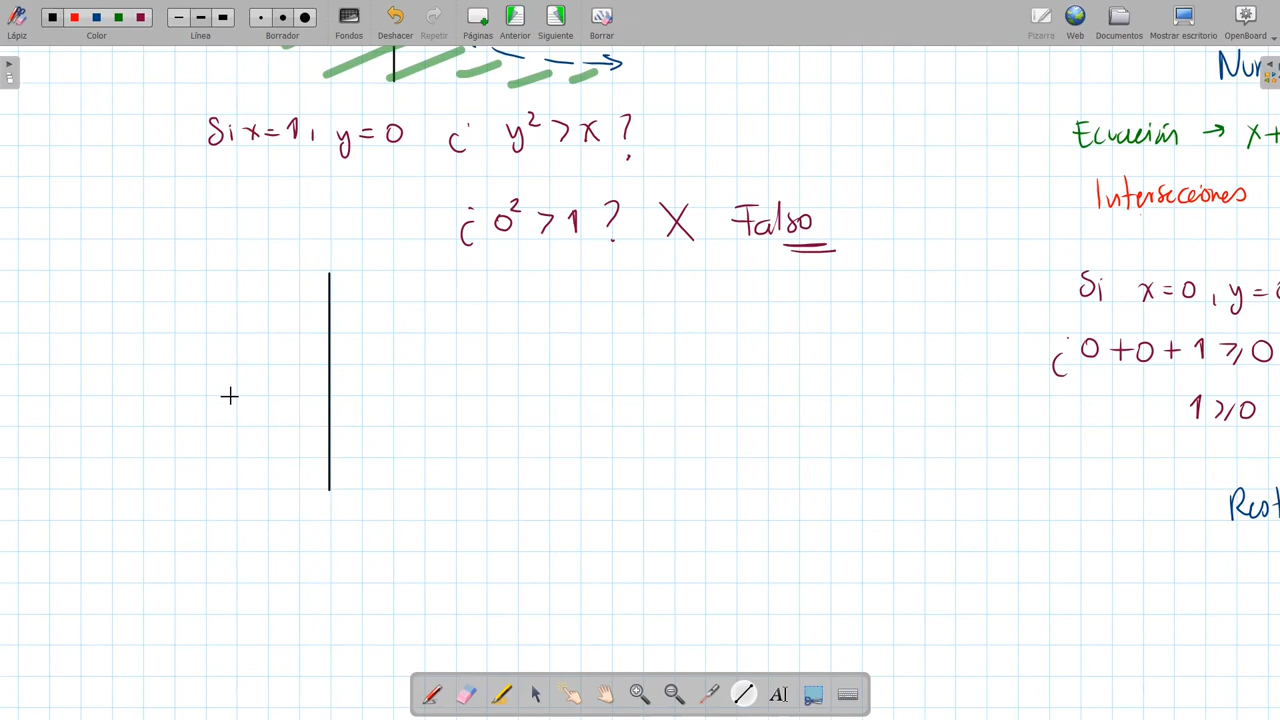 Lápiz Color Línea Borrador Fondos Deshacer Repetir Páginas Anterior Siguiente Borrar Pizarra Web Documentos Mostrar escritorio OpenBoard
Si x=1, y=0 ¿ y² > x ?
¿ 0² > 1 ? X Falso
Ecuación → x+
Intersecciones
Si x=0, y=
¿ 0+0+1 ⩾ 0
1 ⩾ 0